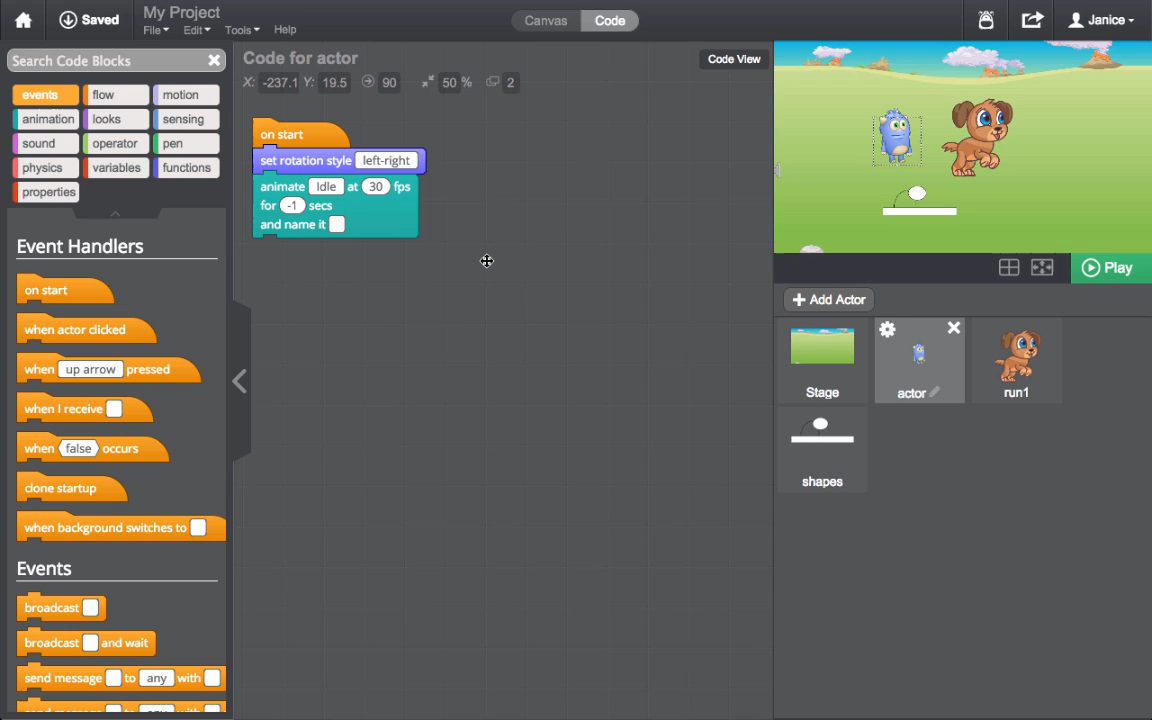 Saved
My Project
File Edit Tools Help
Canvas Code
Janice
Search Code Blocks
events flow motion
animation looks sensing
sound operator pen
physics variables functions
properties
Event Handlers
on start
when actor clicked
when up arrow pressed
when I receive
when false occurs
clone startup
when background switches to
Events
broadcast
broadcast and wait
send message to any with
Code for actor
Code View
X: -237.1 Y: 19.5 90 50 % 2
on start
set rotation style left-right
animate Idle at 30 fps
for -1 secs
and name it
Play
+ Add Actor
Stage
actor
run1
shapes